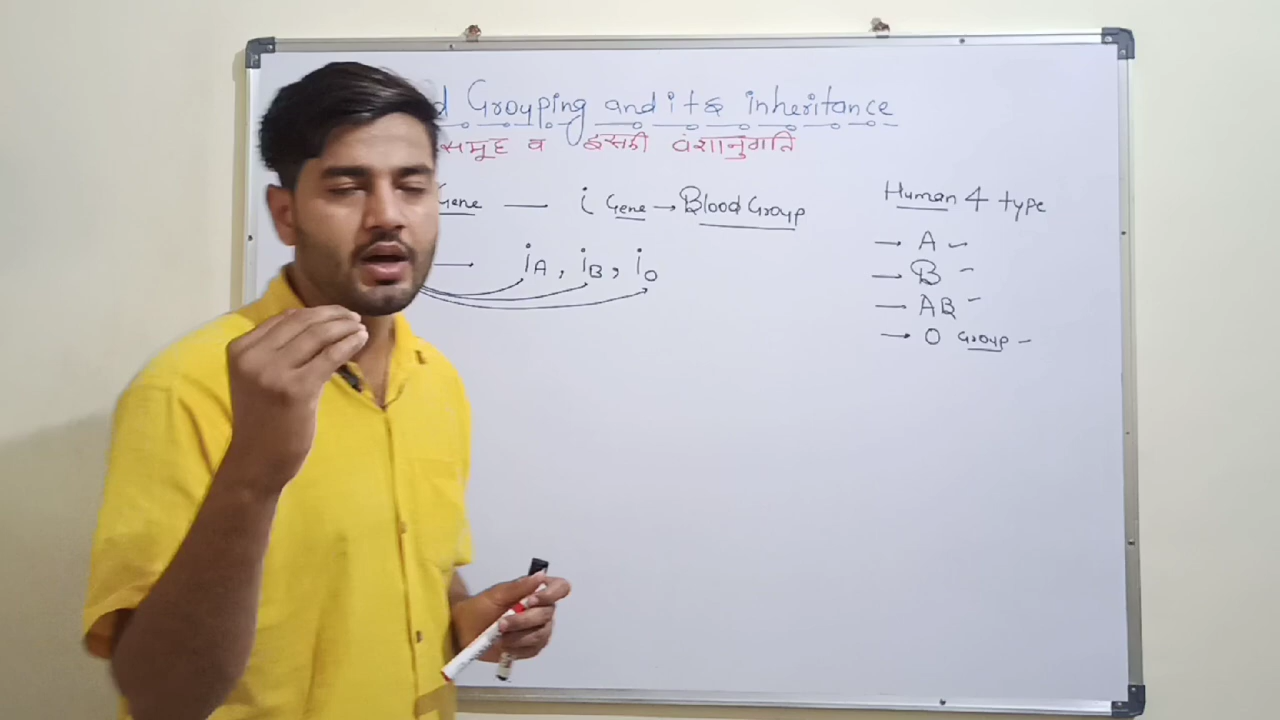 Grouping and its inheritance
समूह व इसकी वंशानुगति
Gene — i Gene → Blood Group
→ iA, iB, iO
Human 4 type
→ A -
→ B -
→ AB -
→ O Group -